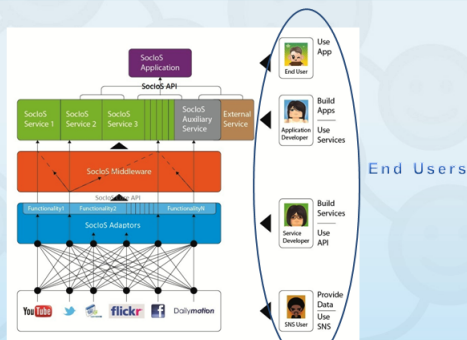 SocIoS
Application
SocIoS API
SocIoS
Service 1
SocIoS
Service 2
SocIoS
Service 3
SocIoS
Auxiliary
Service
External
Service
SocIoS Middleware
SocIoS
API
Functionality1
Functionality2
FunctionalityN
SocIoS Adaptors
YouTube
flickr
f
Dailymotion
Use
App
End User
Build
Apps
Use
Services
Application
Developer
End Users
Build
Services
Use
API
Service
Developer
Provide
Data
Use
SNS
SNS User